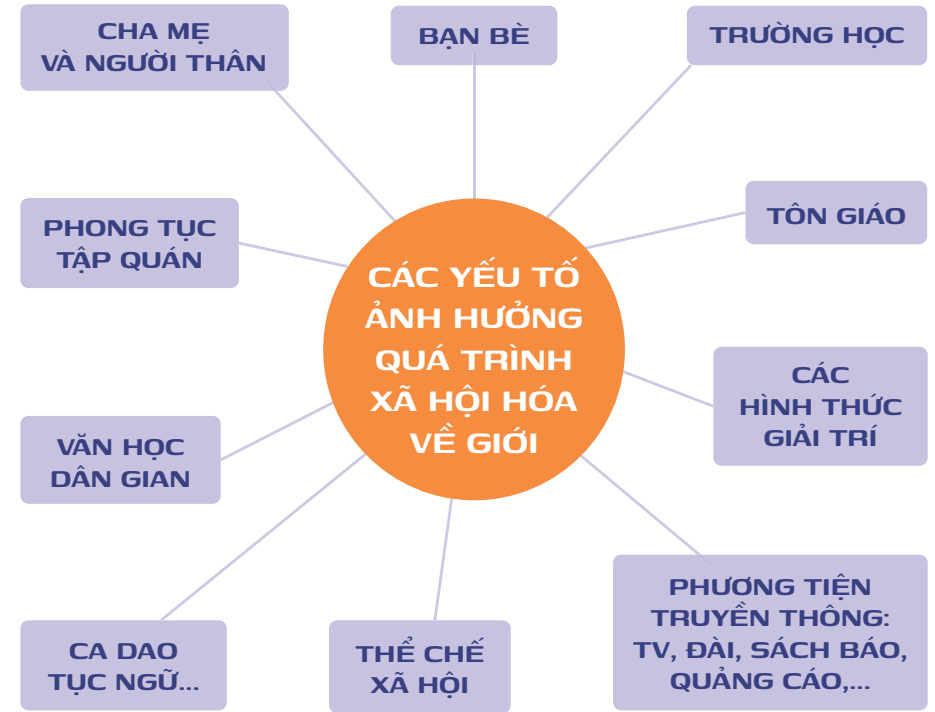 CHA MẸ
VÀ NGƯỜI THÂN
BẠN BÈ
TRƯỜNG HỌC
PHONG TỤC
TẬP QUÁN
TÔN GIÁO
CÁC YẾU TỐ
ẢNH HƯỞNG
QUÁ TRÌNH
XÃ HỘI HÓA
VỀ GIỚI
CÁC
HÌNH THỨC
GIẢI TRÍ
VĂN HỌC
DÂN GIAN
CA DAO
TỤC NGỮ...
THỂ CHẾ
XÃ HỘI
PHƯƠNG TIỆN
TRUYỀN THÔNG:
TV, ĐÀI, SÁCH BÁO,
QUẢNG CÁO,...